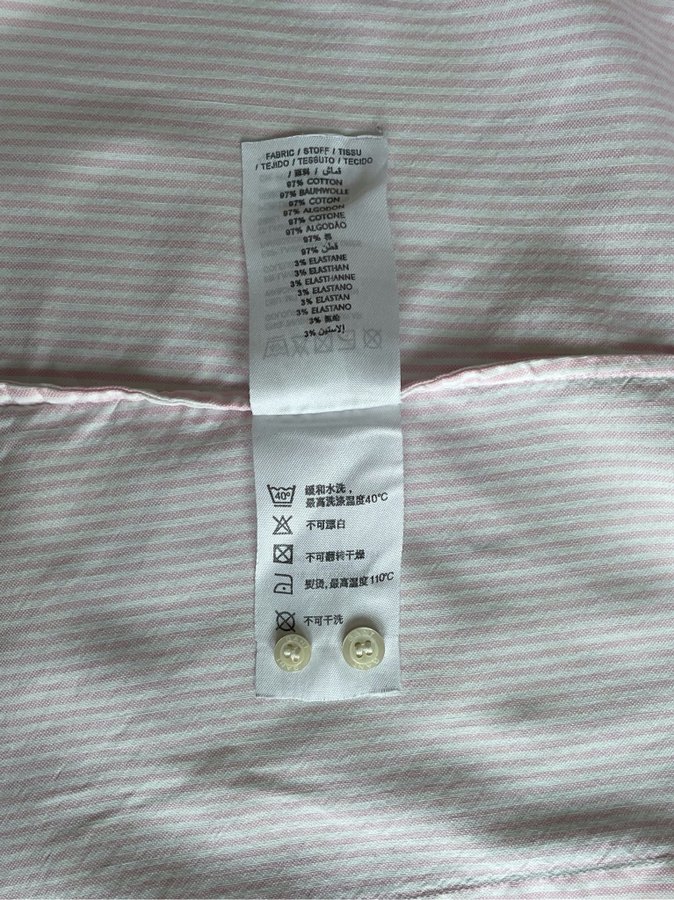 FABRIC / STOFF / TISSU
/ TEJIDO / TESSUTO / TECIDO
قماش / 面料 /
97% COTTON
97% BAUMWOLLE
97% COTON
97% ALGODON
97% COTONE
97% ALGODÃO
97% 棉
97% قطن
3% ELASTANE
3% ELASTHAN
3% ELASTHANNE
3% ELASTANO
3% ELASTAN
3% ELASTANO
3% 氨纶
3% إلاستين
40°
缓和水洗，
最高洗涤温度40℃
不可漂白
不可翻转干燥
熨烫,最高温度110℃
不可干洗